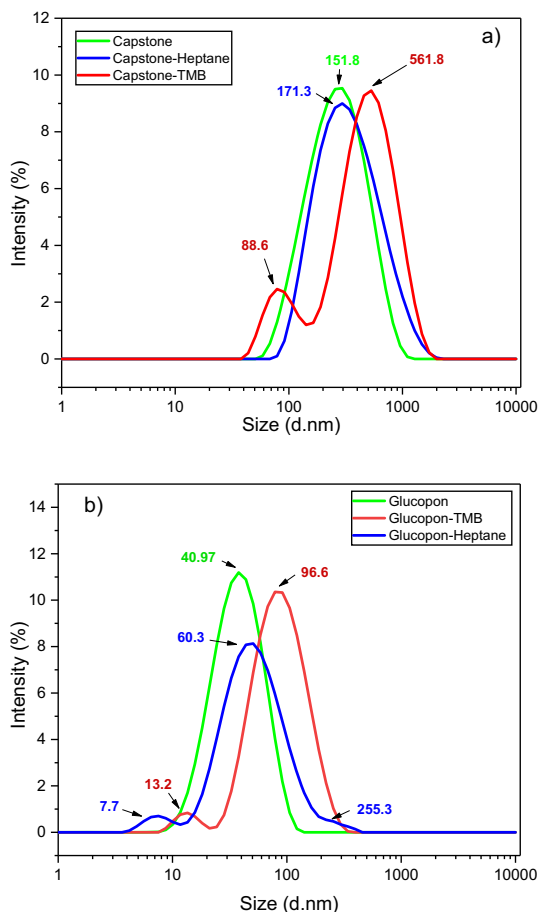 a)
Capstone
Capstone-Heptane
Capstone-TMB
151.8
561.8
171.3
88.6
12
10
8
6
4
2
0
Intensity (%)
1 10 100 1000 10000
Size (d.nm)
b)
Glucopon
Glucopon-TMB
Glucopon-Heptane
40.97
96.6
60.3
13.2
7.7
255.3
14
12
10
8
6
4
2
0
Intensity (%)
1 10 100 1000 10000
Size (d.nm)